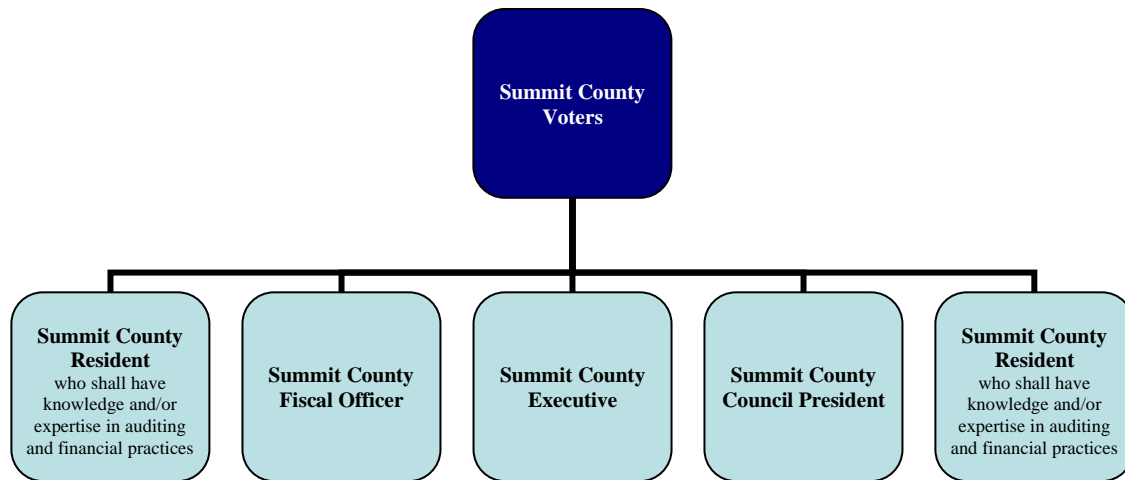 Summit County
Voters
Summit County
Resident
who shall have
knowledge and/or
expertise in auditing
and financial practices
Summit County
Fiscal Officer
Summit County
Executive
Summit County
Council President
Summit County
Resident
who shall have
knowledge and/or
expertise in auditing
and financial practices